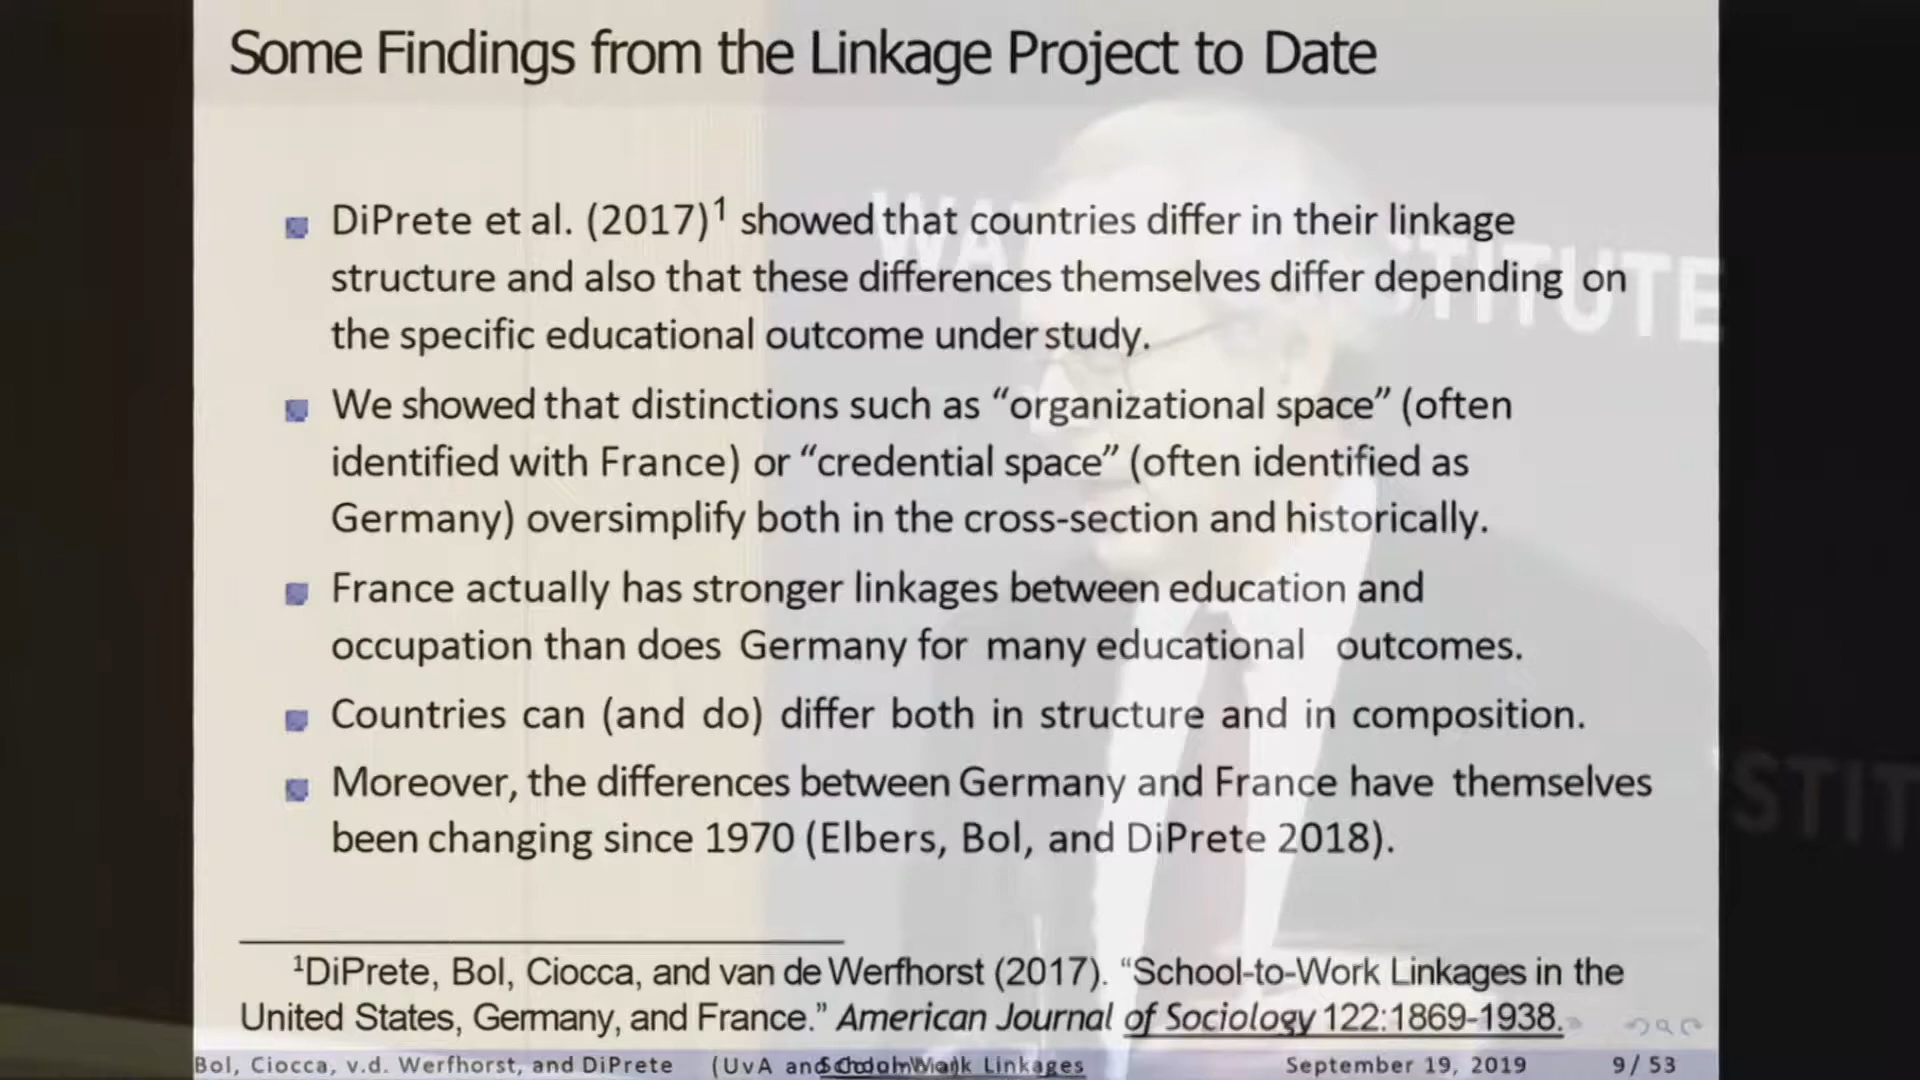 Some Findings from the Linkage Project to Date
DiPrete et al. (2017)¹ showed that countries differ in their linkage
structure and also that these differences themselves differ depending on
the specific educational outcome under study.
We showed that distinctions such as “organizational space” (often
identified with France) or “credential space” (often identified as
Germany) oversimplify both in the cross-section and historically.
France actually has stronger linkages between education and
occupation than does Germany for many educational outcomes.
Countries can (and do) differ both in structure and in composition.
Moreover, the differences between Germany and France have themselves
been changing since 1970 (Elbers, Bol, and DiPrete 2018).
¹DiPrete, Bol, Ciocca, and van de Werfhorst (2017). “School-to-Work Linkages in the
United States, Germany, and France.” American Journal of Sociology 122:1869-1938.
Bol, Ciocca, v.d. Werfhorst, and DiPrete (UvA and Linkages September 19, 2019 9/53
WA STITUTE
STIT